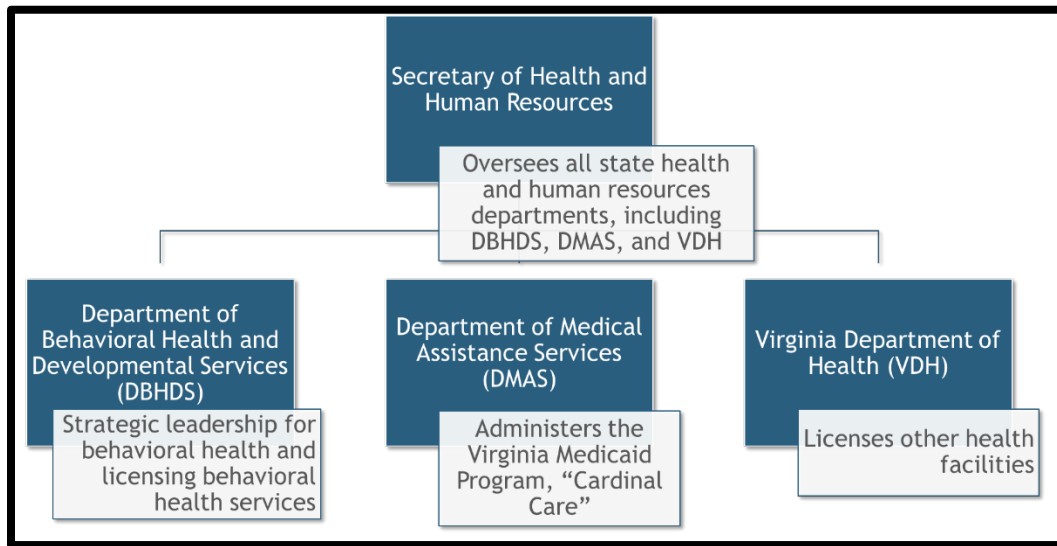 Secretary of Health and
Human Resources
Oversees all state health
and human resources
departments, including
DBHDS, DMAS, and VDH
Department of
Behavioral Health and
Developmental Services
(DBHDS)
Strategic leadership for
behavioral health and
licensing behavioral
health services
Department of Medical
Assistance Services
(DMAS)
Administers the
Virginia Medicaid
Program, “Cardinal
Care”
Virginia Department of
Health (VDH)
Licenses other health
facilities